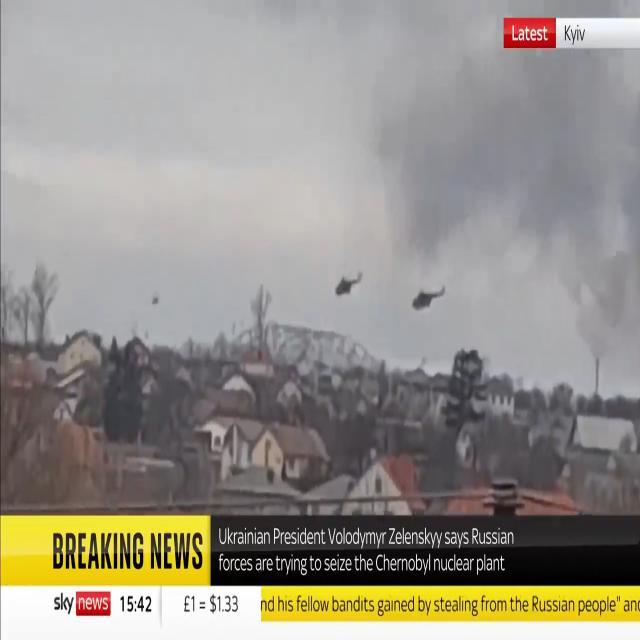 Latest Kyiv
BREAKING NEWS
Ukrainian President Volodymyr Zelenskyy says Russian
forces are trying to seize the Chernobyl nuclear plant
sky news 15:42 £1 = $1.33 nd his fellow bandits gained by stealing from the Russian people" and